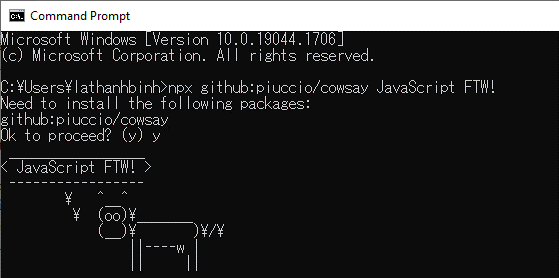 Command Prompt
Microsoft Windows [Version 10.0.19044.1706]
(c) Microsoft Corporation. All rights reserved.
C:¥Users¥lathanhbinh>npx github:piuccio/cowsay JavaScript FTW!
Need to install the following packages:
github:piuccio/cowsay
Ok to proceed? (y) y
 _________________
< JavaScript FTW! >
 -----------------
        ¥   ^__^
         ¥  (oo)¥_______
            (__)¥       )¥/¥
                ||----w |
                ||     ||